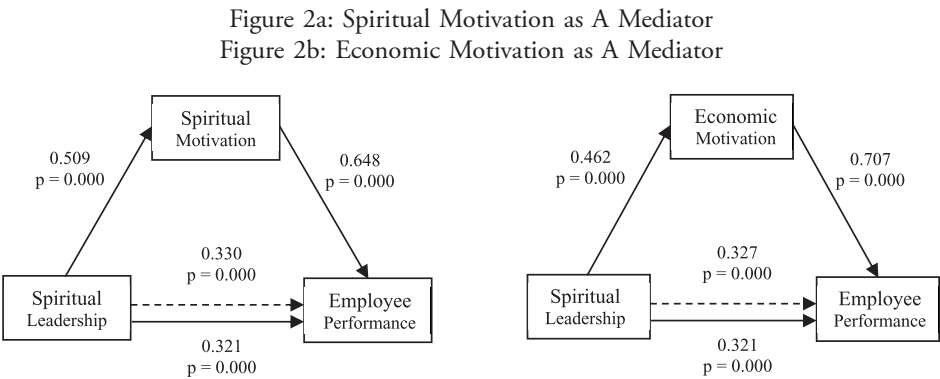 Figure 2a: Spiritual Motivation as A Mediator
Figure 2b: Economic Motivation as A Mediator
Spiritual
Motivation
0.509
p = 0.000
0.648
p = 0.000
0.330
p = 0.000
Spiritual
Leadership
Employee
Performance
0.321
p = 0.000
Economic
Motivation
0.462
p = 0.000
0.707
p = 0.000
0.327
p = 0.000
Spiritual
Leadership
Employee
Performance
0.321
p = 0.000